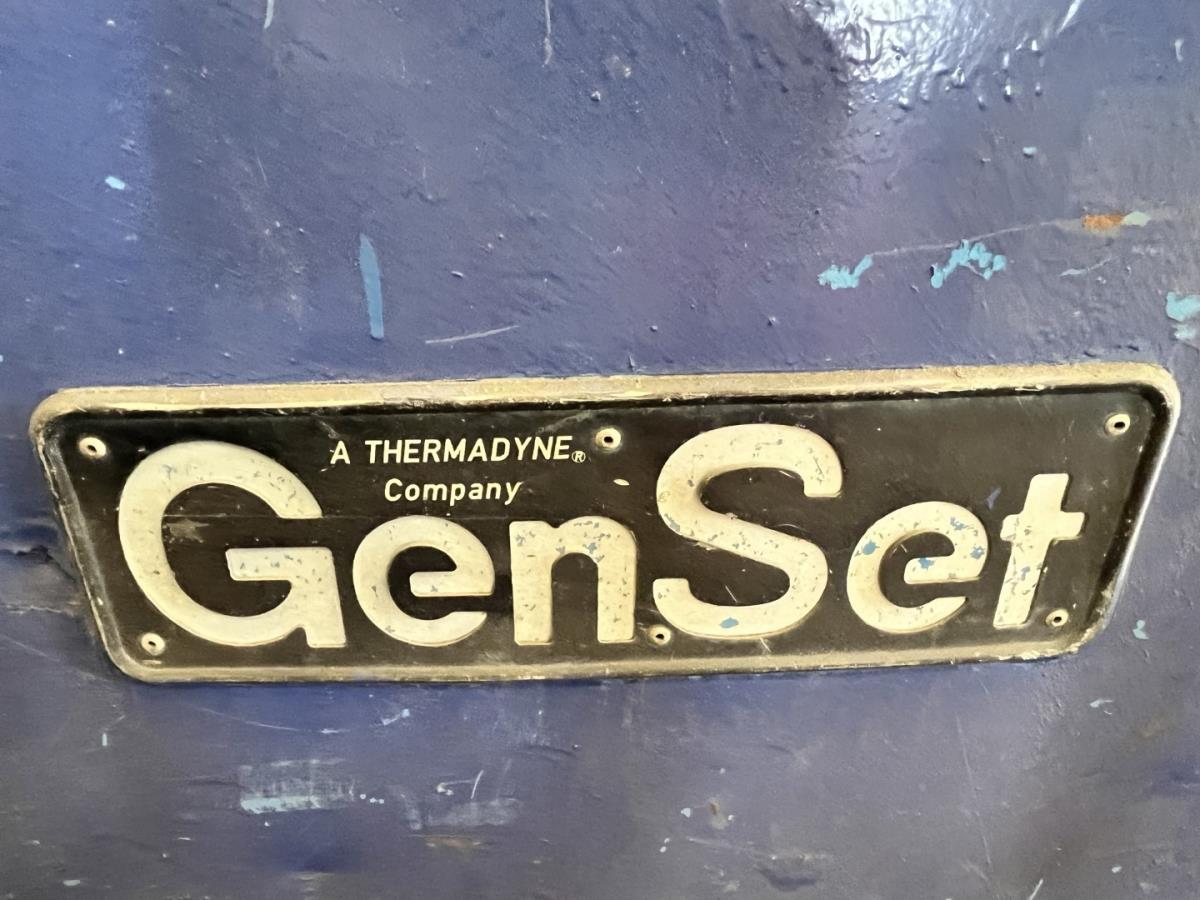 A THERMADYNE®
Company
GenSet